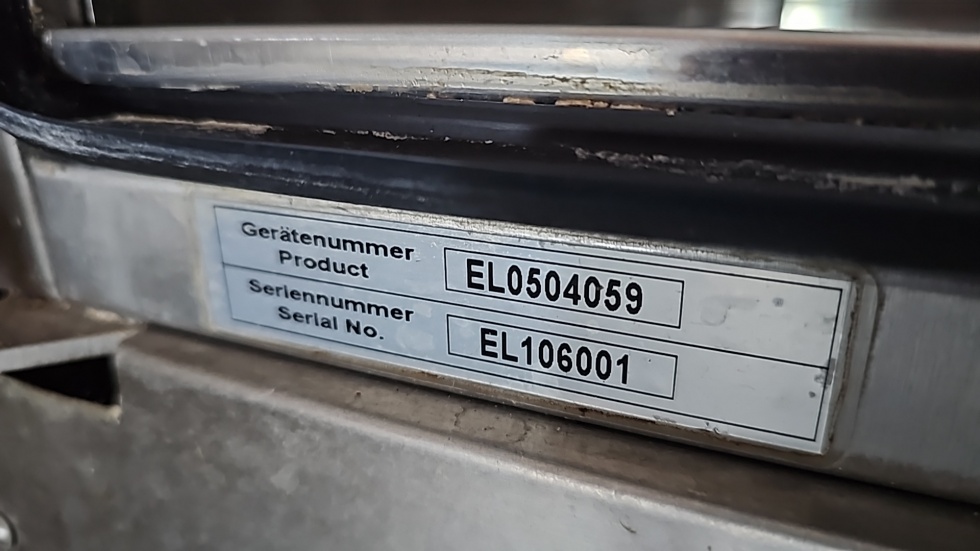 Gerätenummer
Product
EL0504059
Seriennummer
Serial No.
EL106001